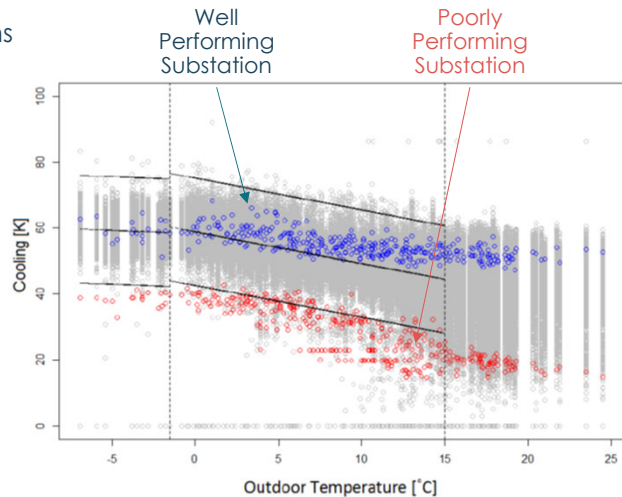 ns
Well
Performing
Substation
Poorly
Performing
Substation
100
80
60
40
20
0
Cooling [K]
-5
0
5
10
15
20
25
Outdoor Temperature [°C]